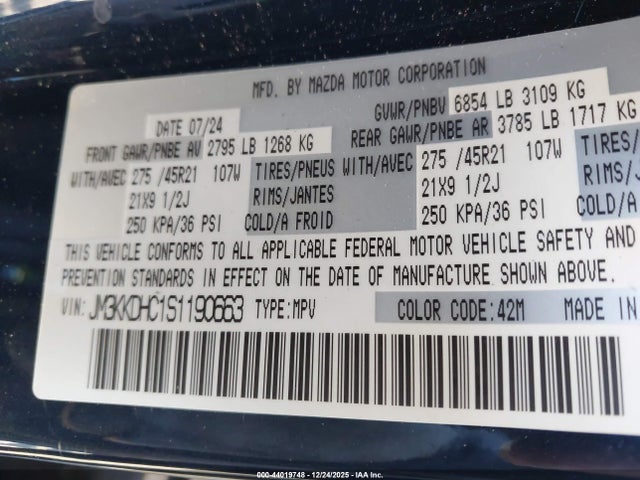 MFD. BY MAZDA MOTOR CORPORATION
DATE 07/24 GVWR/PNBV 6854 LB 3109 KG
FRONT GAWR/PNBE AV 2795 LB 1268 KG REAR GAWR/PNBE AR 3785 LB 1717 KG
WITH/AVEC 275 /45R21 107W TIRES/PNEUS WITH/AVEC 275 /45R21 107W TIRES/
21X9 1/2J RIMS/JANTES 21X9 1/2J RIMS/J
250 KPA/36 PSI COLD/A FROID 250 KPA/36 PSI COLD/A
THIS VEHICLE CONFORMS TO ALL APPLICABLE FEDERAL MOTOR VEHICLE SAFETY AND
PREVENTION STANDARDS IN EFFECT ON THE DATE OF MANUFACTURE SHOWN ABOVE.
VIN: JM3KKDHC1S1190663 TYPE:MPV COLOR CODE:42M MADE IN
000-44019748 - 12/24/2025 - IAA Inc.